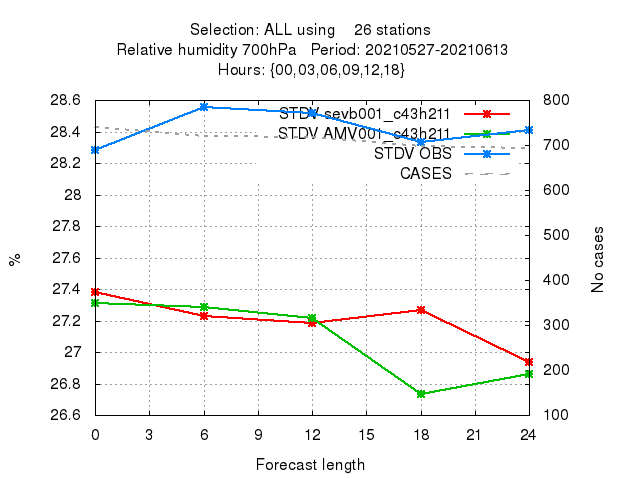 Selection: ALL using    26 stations
Relative humidity 700hPa   Period: 20210527-20210613
Hours: {00,03,06,09,12,18}
28.6
28.4
28.2
28
27.8
27.6
27.4
27.2
27
26.8
26.6
%
STDV sevb001_c43h211
STDV AMV001_c43h211
STDV OBS
CASES
800
700
600
500
400
300
200
100
No cases
0 3 6 9 12 15 18 21 24
Forecast length